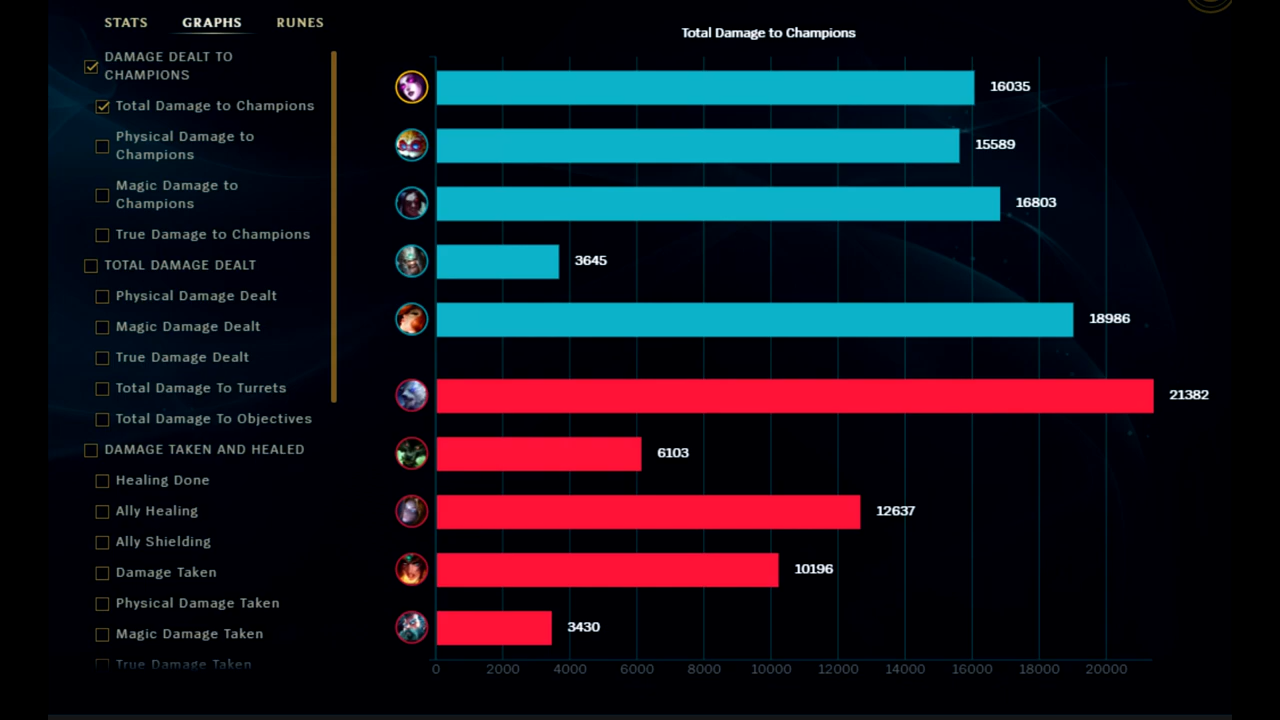 STATS GRAPHS RUNES
DAMAGE DEALT TO
CHAMPIONS
Total Damage to Champions
Physical Damage to
Champions
Magic Damage to
Champions
True Damage to Champions
TOTAL DAMAGE DEALT
Physical Damage Dealt
Magic Damage Dealt
True Damage Dealt
Total Damage To Turrets
Total Damage To Objectives
DAMAGE TAKEN AND HEALED
Healing Done
Ally Healing
Ally Shielding
Damage Taken
Physical Damage Taken
Magic Damage Taken
True Damage Taken
Total Damage to Champions
16035
15589
16803
3645
18986
21382
6103
12637
10196
3430
0 2000 4000 6000 8000 10000 12000 14000 16000 18000 20000